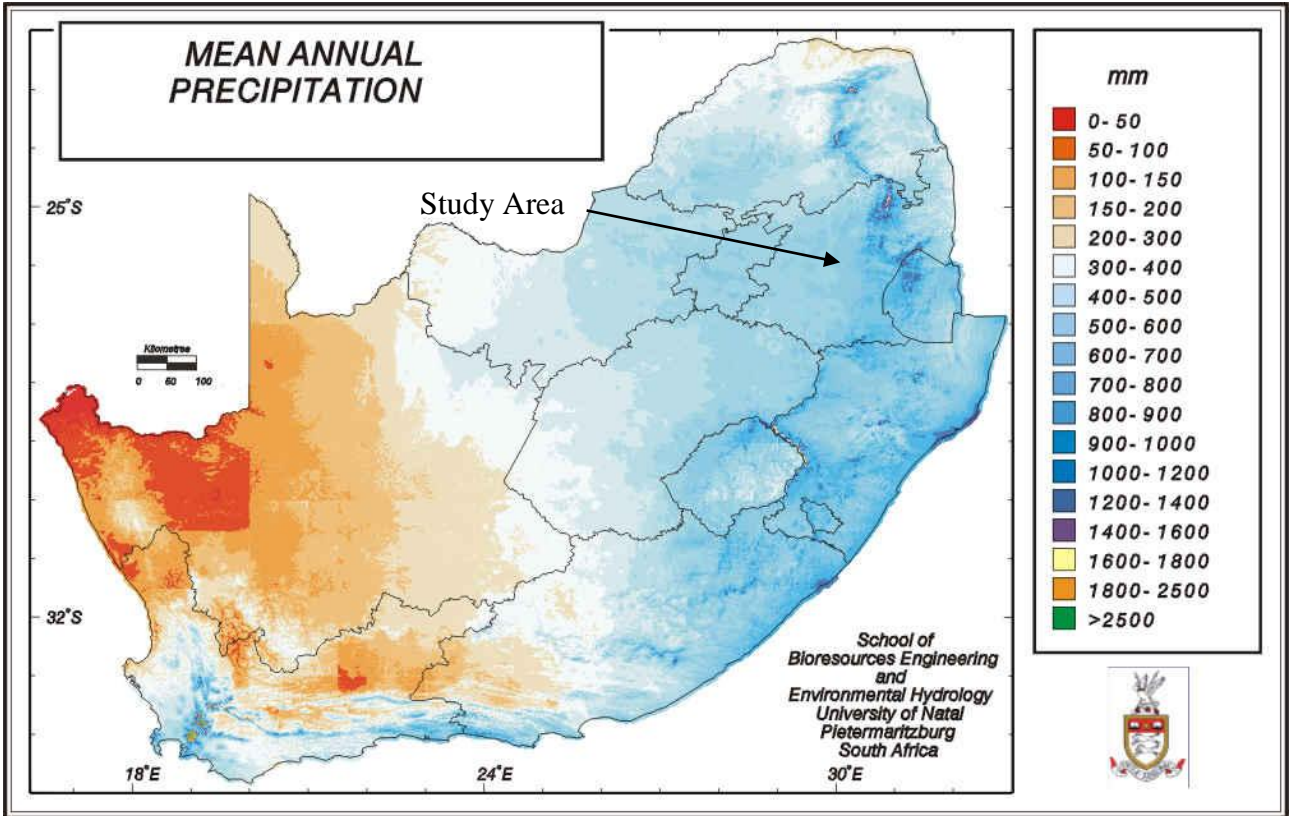 MEAN ANNUAL
PRECIPITATION
25°S
Study Area
Kilometres
0 50 100
32°S
18°E
24°E
30°E
School of
Bioresources Engineering
and
Environmental Hydrology
University of Natal
Pietermaritzburg
South Africa
mm
0-50
50-100
100-150
150-200
200-300
300-400
400-500
500-600
600-700
700-800
800-900
900-1000
1000-1200
1200-1400
1400-1600
1600-1800
1800-2500
>2500